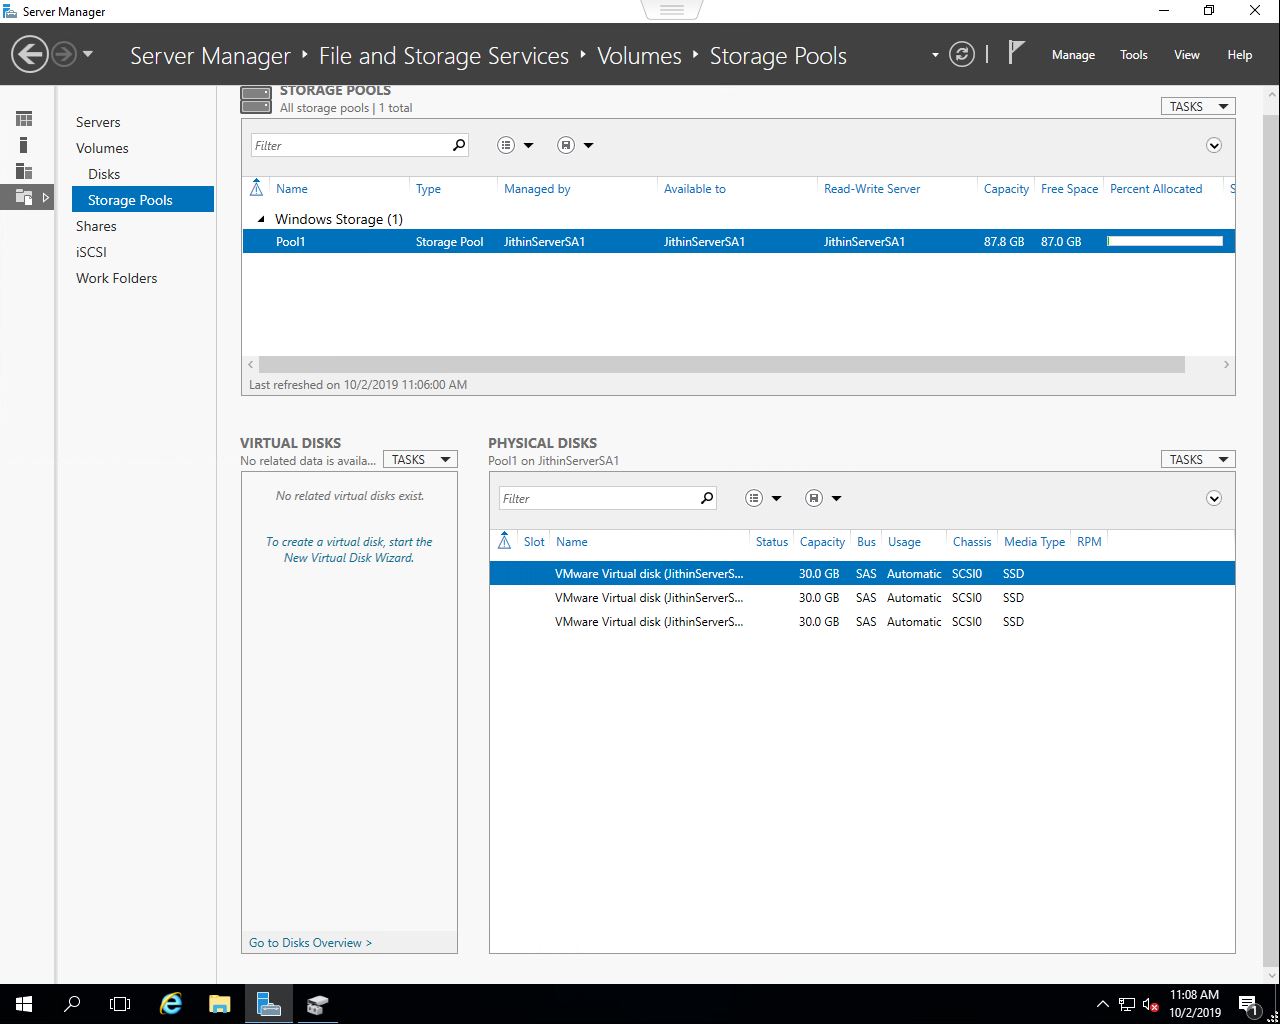 Server Manager
Server Manager ‣ File and Storage Services ‣ Volumes ‣ Storage Pools
Manage Tools View Help
Servers
Volumes
Disks
Storage Pools
Shares
iSCSI
Work Folders
STORAGE POOLS
All storage pools | 1 total
TASKS
Filter
Name Type Managed by Available to Read-Write Server Capacity Free Space Percent Allocated S
Windows Storage (1)
Pool1 Storage Pool JithinServerSA1 JithinServerSA1 JithinServerSA1 87.8 GB 87.0 GB
Last refreshed on 10/2/2019 11:06:00 AM
VIRTUAL DISKS
No related data is availa...
TASKS
No related virtual disks exist.
To create a virtual disk, start the
New Virtual Disk Wizard.
Go to Disks Overview >
PHYSICAL DISKS
Pool1 on JithinServerSA1
TASKS
Filter
Slot Name Status Capacity Bus Usage Chassis Media Type RPM
VMware Virtual disk (JithinServerS... 30.0 GB SAS Automatic SCSI0 SSD
VMware Virtual disk (JithinServerS... 30.0 GB SAS Automatic SCSI0 SSD
VMware Virtual disk (JithinServerS... 30.0 GB SAS Automatic SCSI0 SSD
11:08 AM
10/2/2019
1